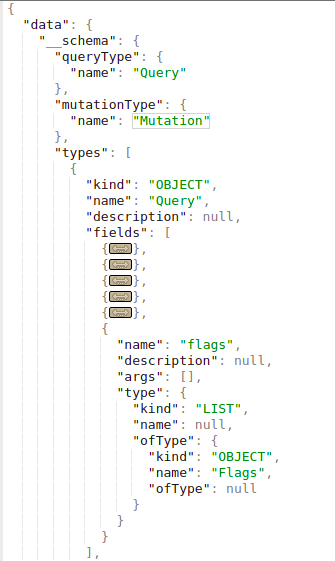 {
  "data": {
    "__schema": {
      "queryType": {
        "name": "Query"
      },
      "mutationType": {
        "name": "Mutation"
      },
      "types": [
        {
          "kind": "OBJECT",
          "name": "Query",
          "description": null,
          "fields": [
            {},
            {},
            {},
            {},
            {},
            {
              "name": "flags",
              "description": null,
              "args": [],
              "type": {
                "kind": "LIST",
                "name": null,
                "ofType": {
                  "kind": "OBJECT",
                  "name": "Flags",
                  "ofType": null
                }
              }
            }
          ],